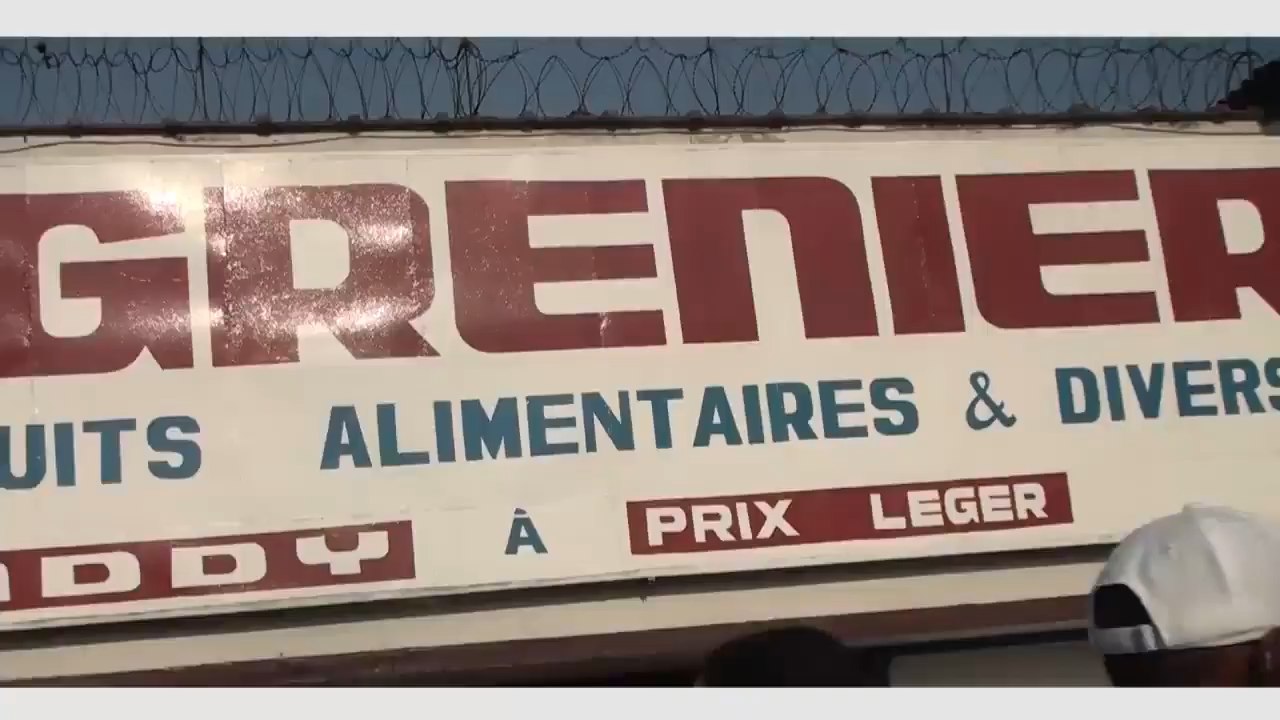 GRENIER
UITS ALIMENTAIRES & DIVERS
DDY À PRIX LEGER